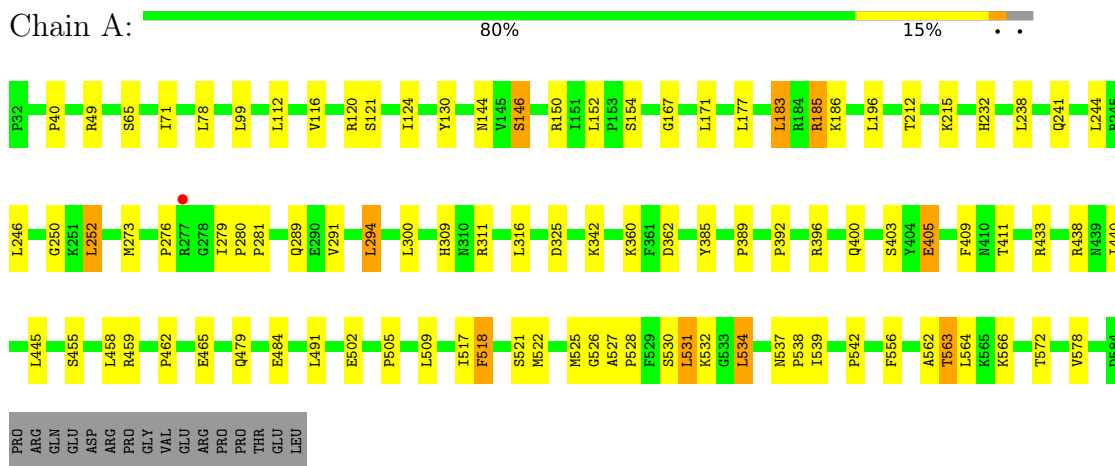 Chain A:
80% 15% . .
P32 P40 R49 S65 I71 L78 L99 L112 V116 R120 S121 I124 Y130 N144 V145 S146 R150 I151 L152 P153 S154 G167 L171 L177 L183 R184 R185 K186 L196 T212 K215 H232 L238 Q241 L244 P245
L246 G250 K251 L252 M273 P276 R277 G278 I279 P280 P281 Q289 E290 V291 L294 L300 H309 N310 R311 L316 D325 K342 K360 F361 D362 Y385 P389 P392 R396 Q400 S403 Y404 E405 F409 N410 T411 R433 R438 N439
L445 S455 L458 R459 P462 E465 Q479 E484 L491 E502 P505 L509 I517 F518 S521 M522 M525 G526 A527 P528 F529 S530 L531 K532 G533 L534 N537 P538 I539 P542 F556 A562 T563 L564 K565 K566 T572 V578
PRO ARG GLN GLU ASP ARG PRO GLY VAL GLU ARG PRO PRO THR GLU LEU